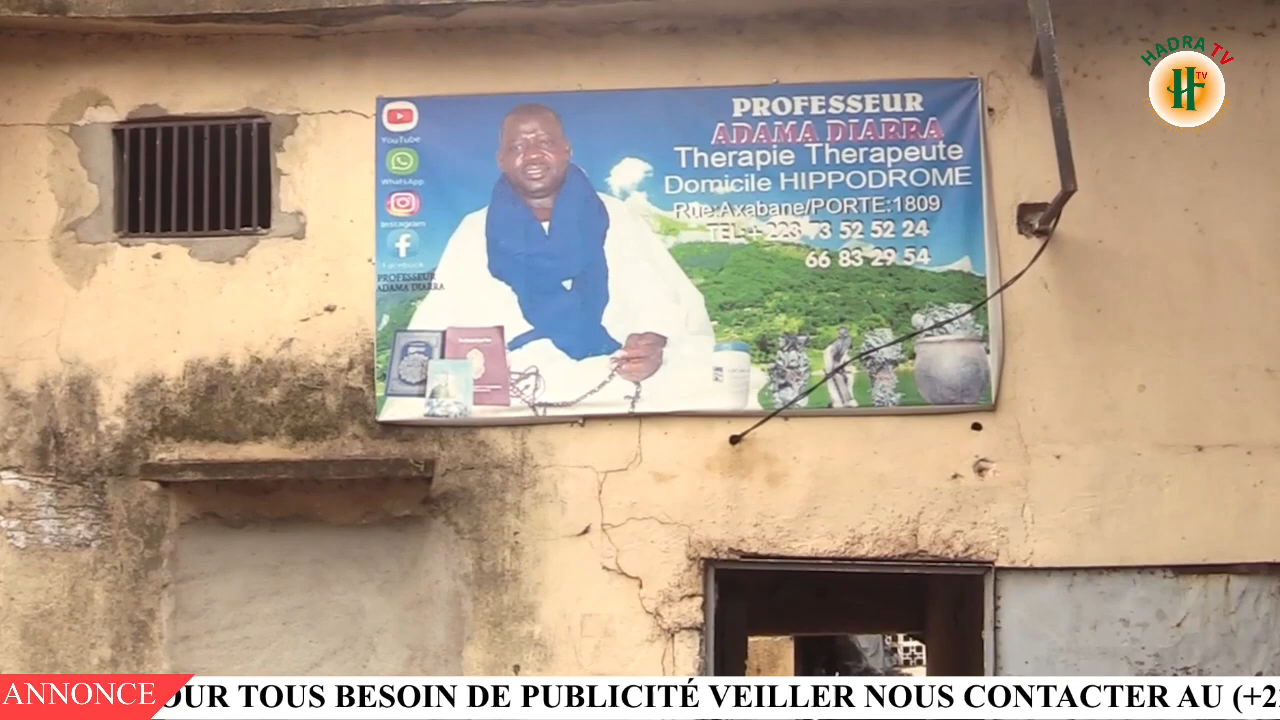 HADRA TV
H TV
YouTube
WhatsApp
Instagram
Facebook
PROFESSEUR
ADAMA DIARRA
PROFESSEUR
ADAMA DIARRA
Therapie Therapeute
Domicile HIPPODROME
Rue:Axabane/PORTE:1809
TEL:+ 223 73 52 52 24
66 83 29 54
ANNONCE
OUR TOUS BESOIN DE PUBLICITÉ VEILLER NOUS CONTACTER AU (+22